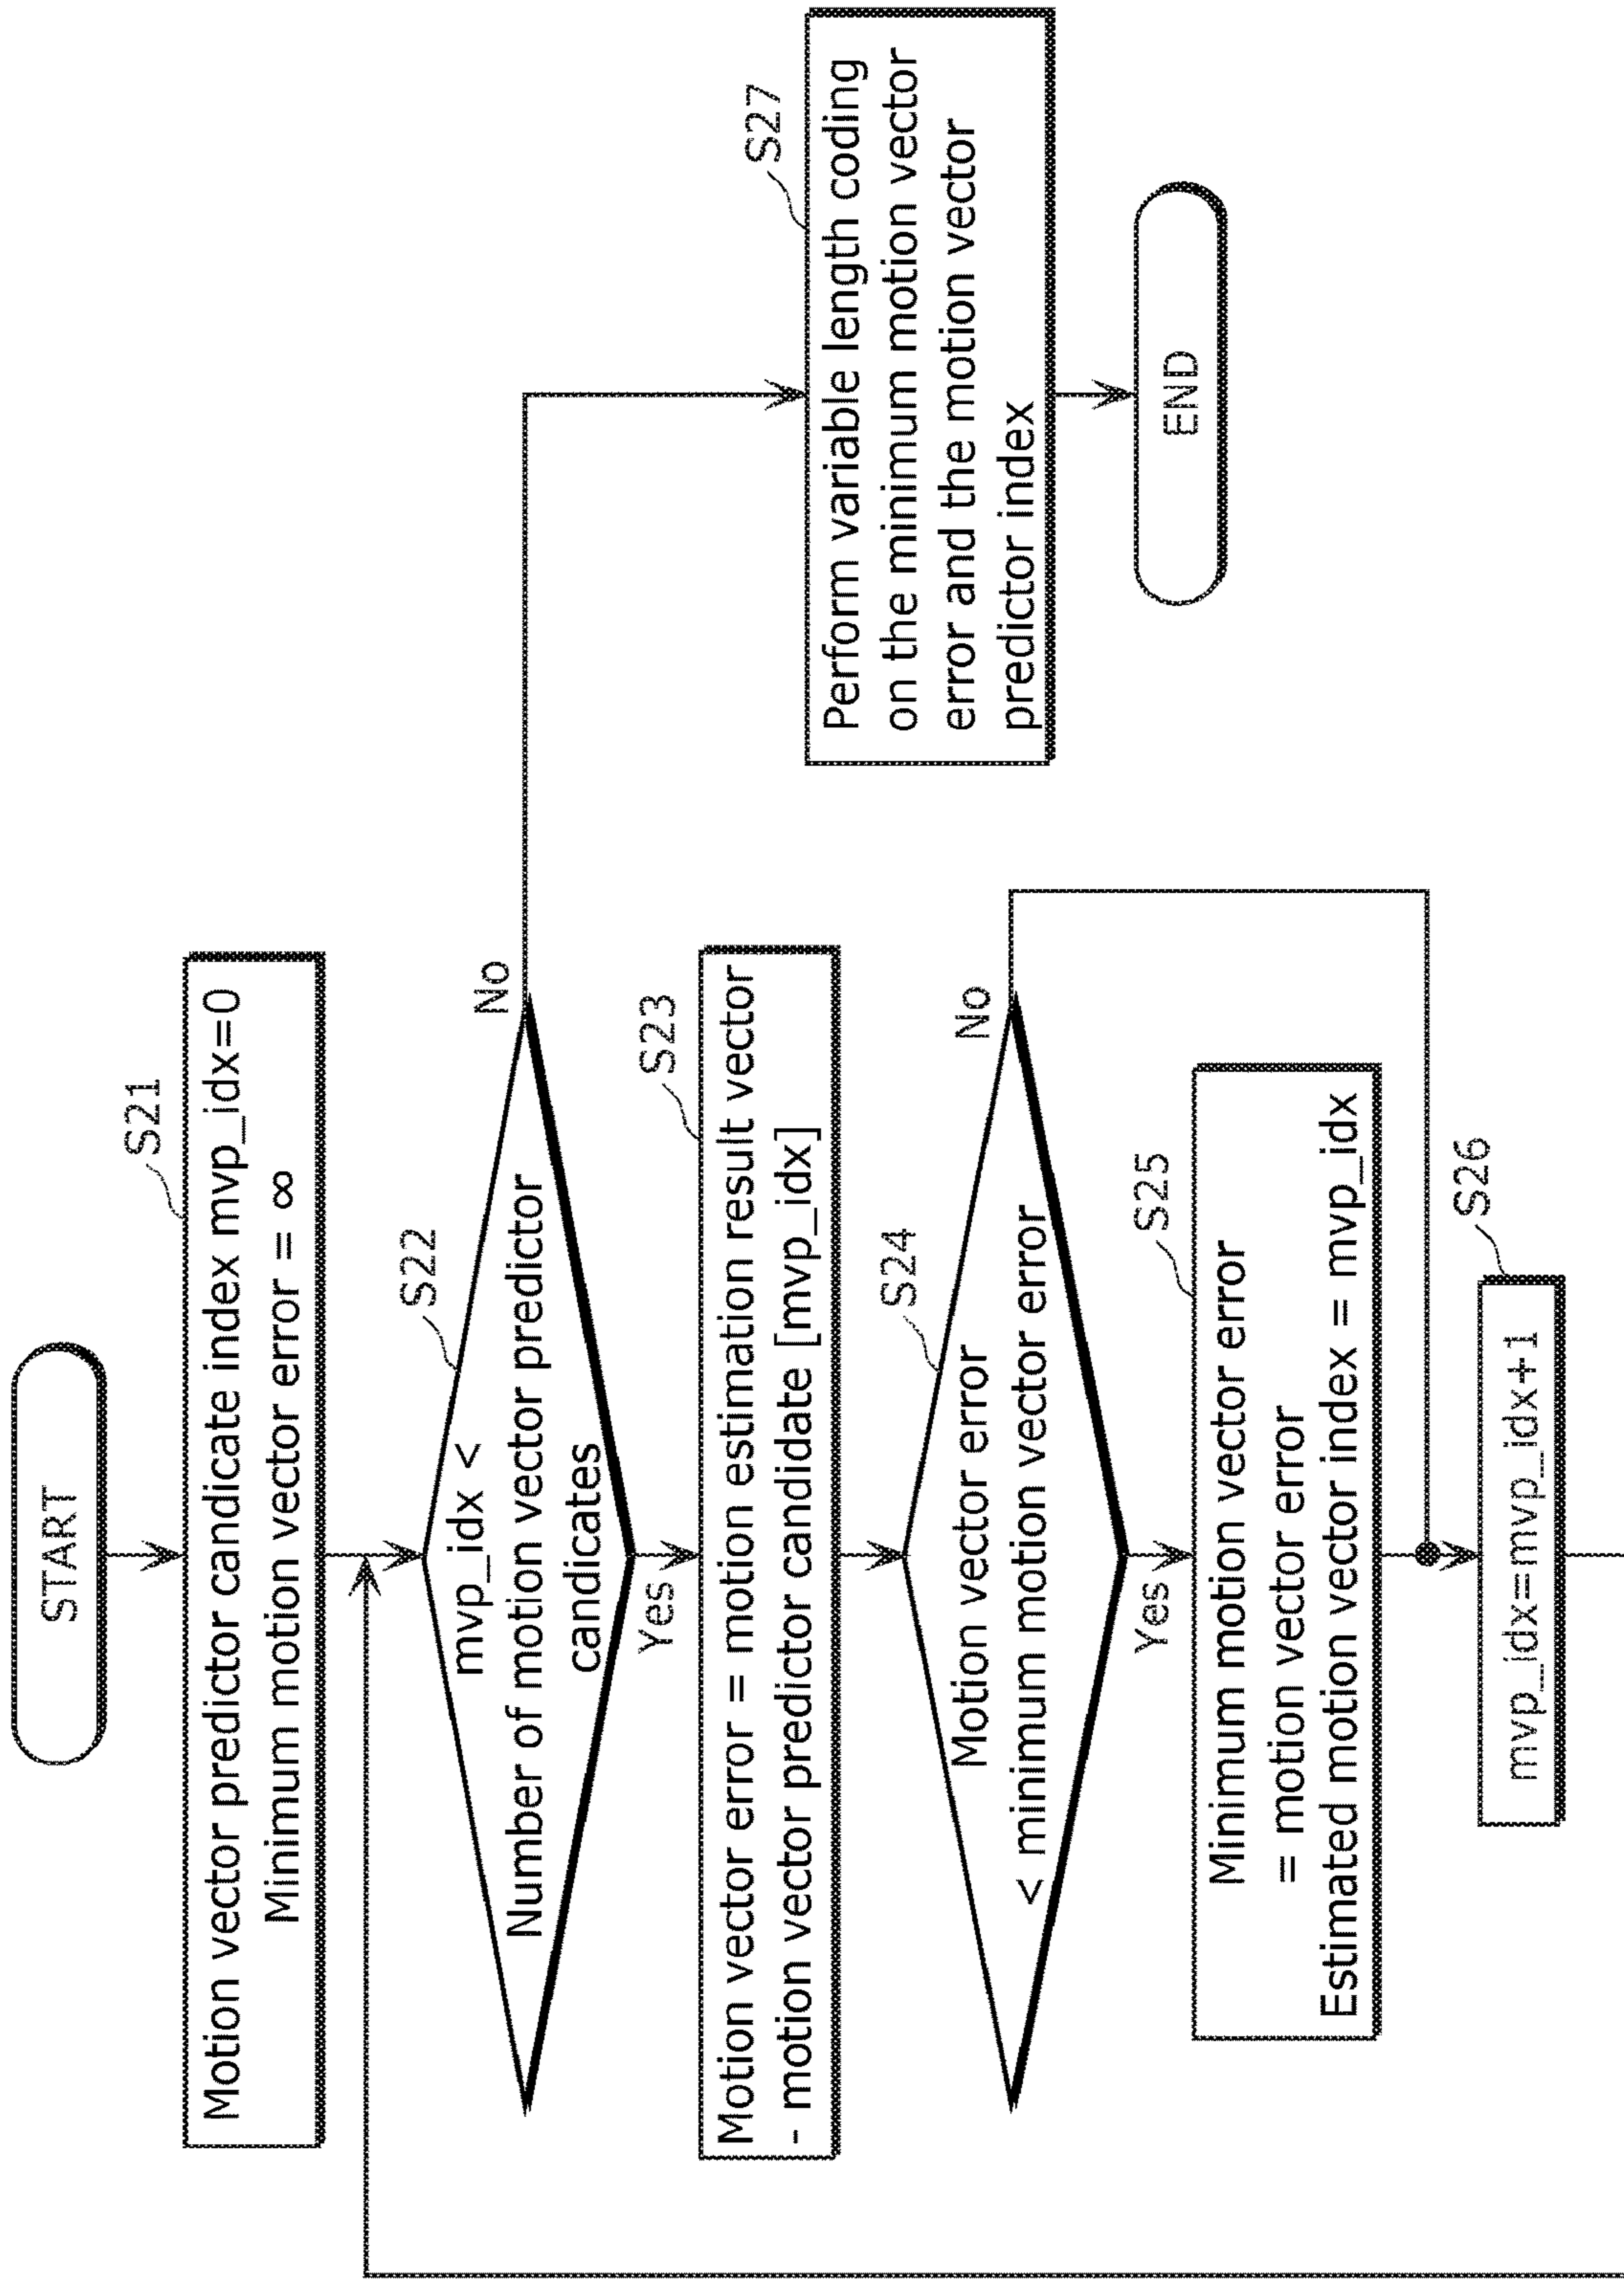 START
S21
Motion vector predictor candicate index mvp_idx=0
Minimum motion vector error = ∞
S22
mvp_idx <
Number of motion vector predictor
candicates
No
Yes
S23
Motion vector error = motion estimation result vector
- motion vector predictor candidate [mvp_idx]
S24
Motion vector error
< minimum motion vector error
No
Yes
S25
Minimum motion vector error
= motion vector error
Estimated motion vector index = mvp_idx
S26
mvp_idx=mvp_idx+1
S27
Perform variable length coding
on the minimum motion vector
error and the motion vector
predictor index
END